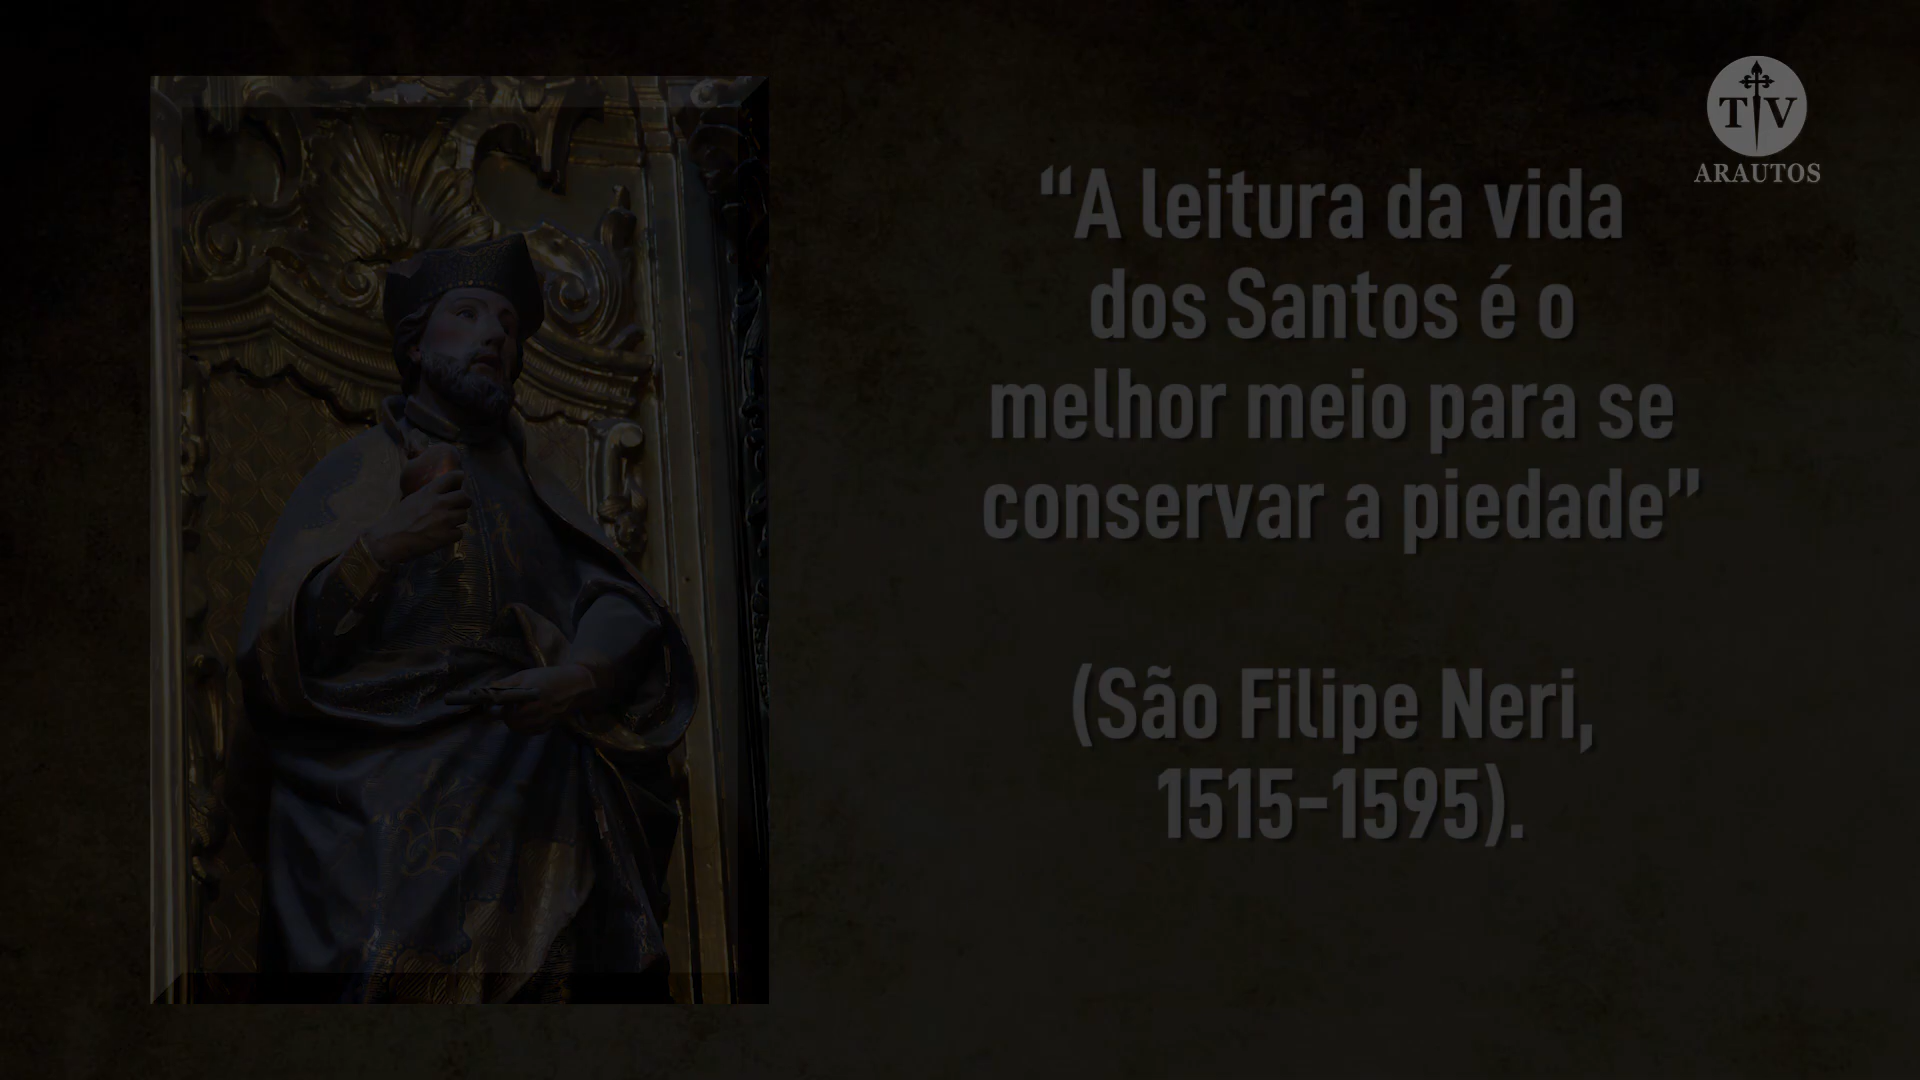 TV
ARAUTOS
“A leitura da vida
dos Santos é o
melhor meio para se
conservar a piedade”
(São Filipe Neri,
1515-1595).